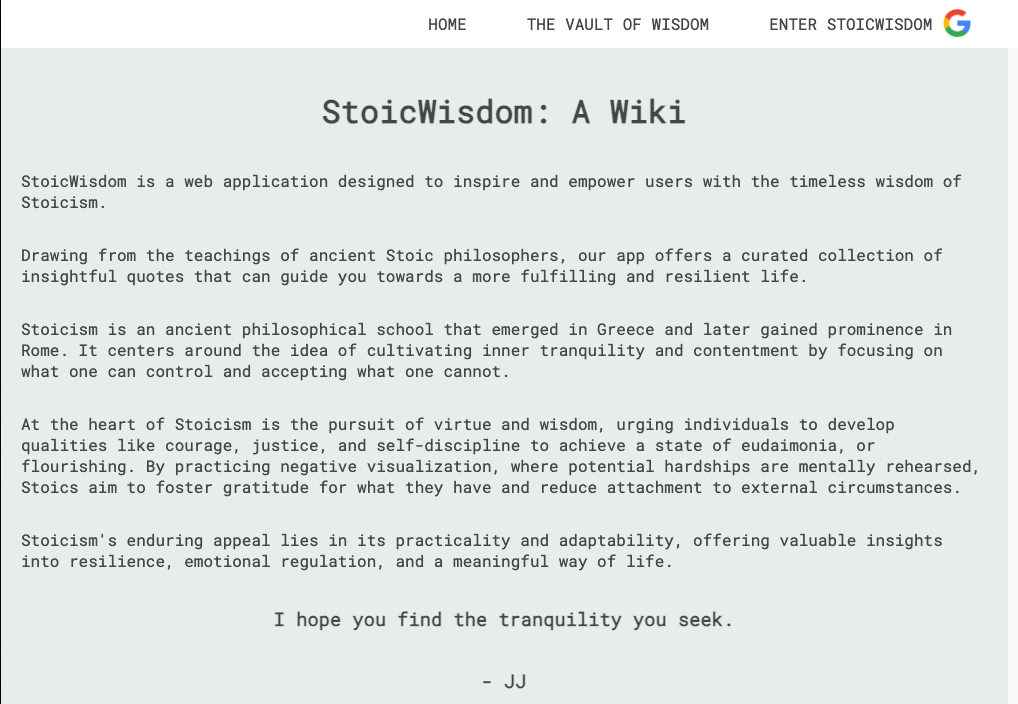 HOME THE VAULT OF WISDOM ENTER STOICWISDOM
StoicWisdom: A Wiki
StoicWisdom is a web application designed to inspire and empower users with the timeless wisdom of
Stoicism.
Drawing from the teachings of ancient Stoic philosophers, our app offers a curated collection of
insightful quotes that can guide you towards a more fulfilling and resilient life.
Stoicism is an ancient philosophical school that emerged in Greece and later gained prominence in
Rome. It centers around the idea of cultivating inner tranquility and contentment by focusing on
what one can control and accepting what one cannot.
At the heart of Stoicism is the pursuit of virtue and wisdom, urging individuals to develop
qualities like courage, justice, and self-discipline to achieve a state of eudaimonia, or
flourishing. By practicing negative visualization, where potential hardships are mentally rehearsed,
Stoics aim to foster gratitude for what they have and reduce attachment to external circumstances.
Stoicism's enduring appeal lies in its practicality and adaptability, offering valuable insights
into resilience, emotional regulation, and a meaningful way of life.
I hope you find the tranquility you seek.
- JJ